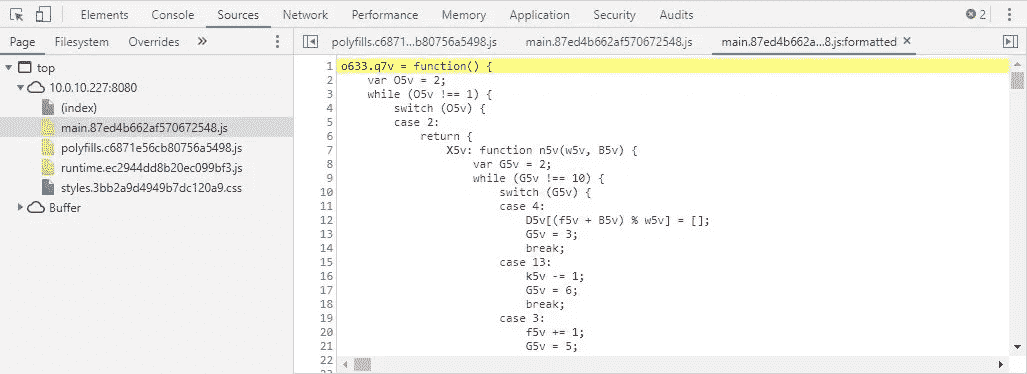 Elements Console Sources Network Performance Memory Application Security Audits 2
Page Filesystem Overrides » polyfills.c6871...b80756a5498.js main.87ed4b662af570672548.js main.87ed4b662a...8.js:formatted ×
top
10.0.10.227:8080
(index)
main.87ed4b662af570672548.js
polyfills.c6871e56cb80756a5498.js
runtime.ec2944dd8b20ec099bf3.js
styles.3bb2a9d4949b7dc120a9.css
Buffer
1 o633.q7v = function() {
2 var O5v = 2;
3 while (O5v !== 1) {
4 switch (O5v) {
5 case 2:
6 return {
7 X5v: function n5v(w5v, B5v) {
8 var G5v = 2;
9 while (G5v !== 10) {
10 switch (G5v) {
11 case 4:
12 D5v[(f5v + B5v) % w5v] = [];
13 G5v = 3;
14 break;
15 case 13:
16 k5v -= 1;
17 G5v = 6;
18 break;
19 case 3:
20 f5v += 1;
21 G5v = 5;
22